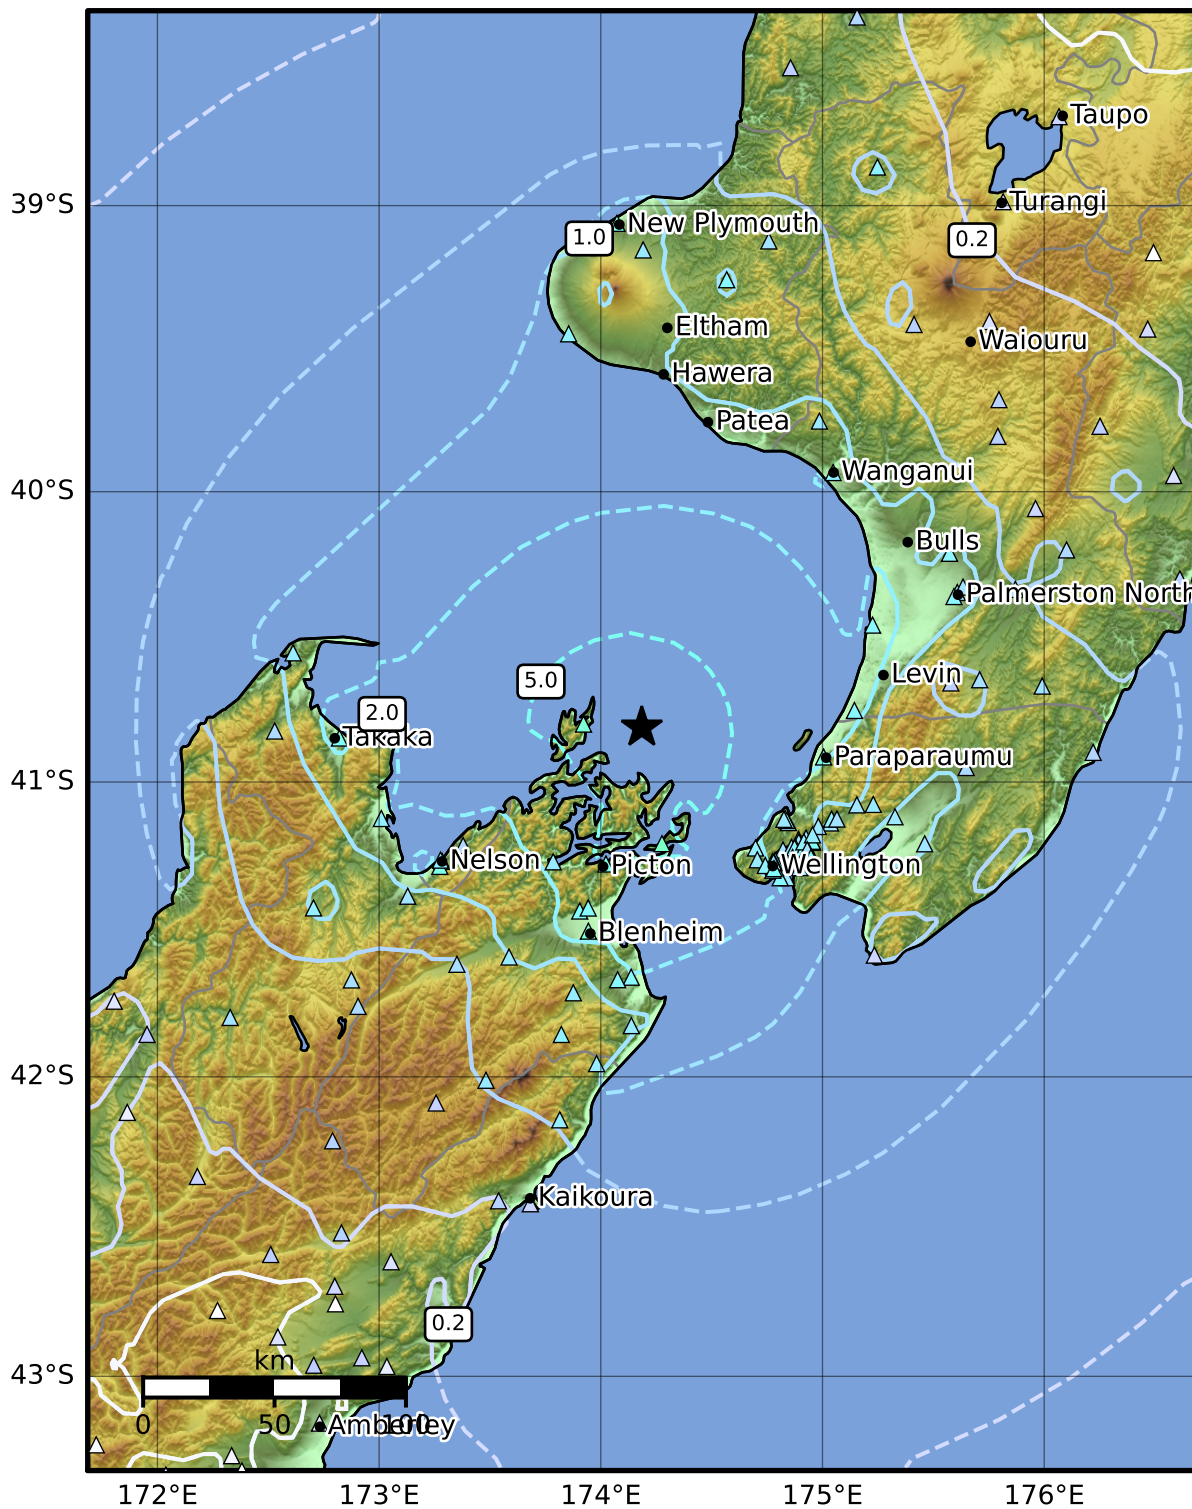 Taupo
39°S
Turangi
New Plymouth
1.0
0.2
Eltham
Waiouru
Hawera
Patea
40°S
Wanganui
Bulls
Palmerston North
Levin
5.0
2.0
Takaka
41°S
Paraparaumu
Nelson
Picton
Wellington
Blenheim
42°S
Kaikoura
0.2
43°S
km
0
50
100
Amberley
172°E
173°E
174°E
175°E
176°E